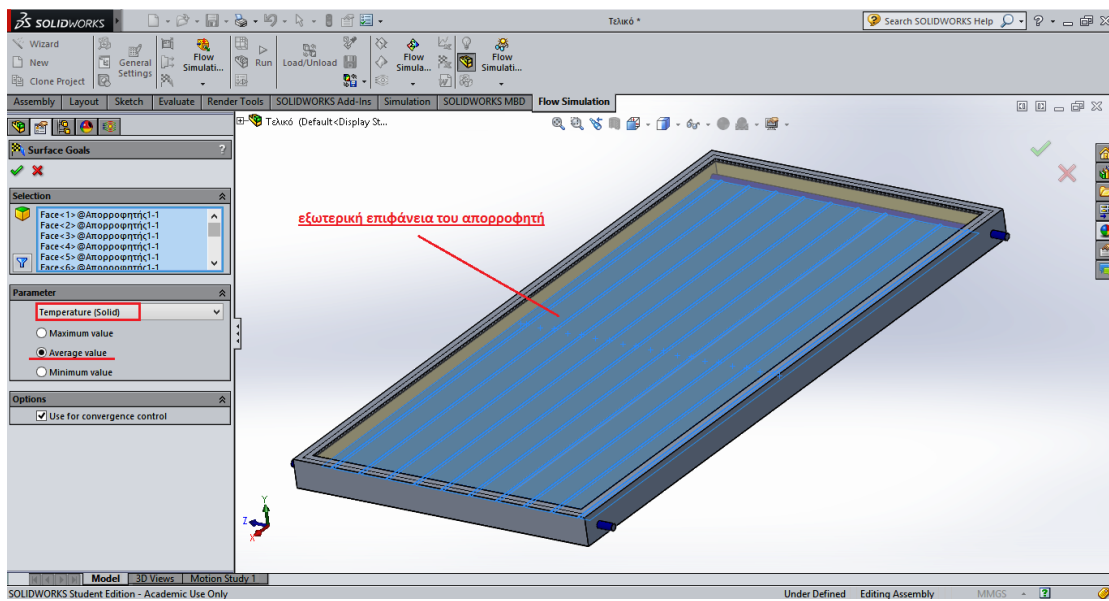 SOLIDWORKS
Τελικό *
Search SOLIDWORKS Help
Wizard
New
Clone Project
General Settings
Flow Simulati...
Run
Load/Unload
Flow Simula...
Flow Simulati...
Assembly Layout Sketch Evaluate Render Tools SOLIDWORKS Add-Ins Simulation SOLIDWORKS MBD Flow Simulation
Τελικό (Default<Display St...
Surface Goals ?
Selection
Face<1>@Απορροφητής1-1
Face<2>@Απορροφητής1-1
Face<3>@Απορροφητής1-1
Face<4>@Απορροφητής1-1
Face<5>@Απορροφητής1-1
Face<6>@Απορροφητής1-1
Parameter
Temperature (Solid)
Maximum value
Average value
Minimum value
Options
Use for convergence control
εξωτερική επιφάνεια του απορροφητή
Y
Z
X
Model 3D Views Motion Study 1
SOLIDWORKS Student Edition - Academic Use Only
Under Defined Editing Assembly MMGS